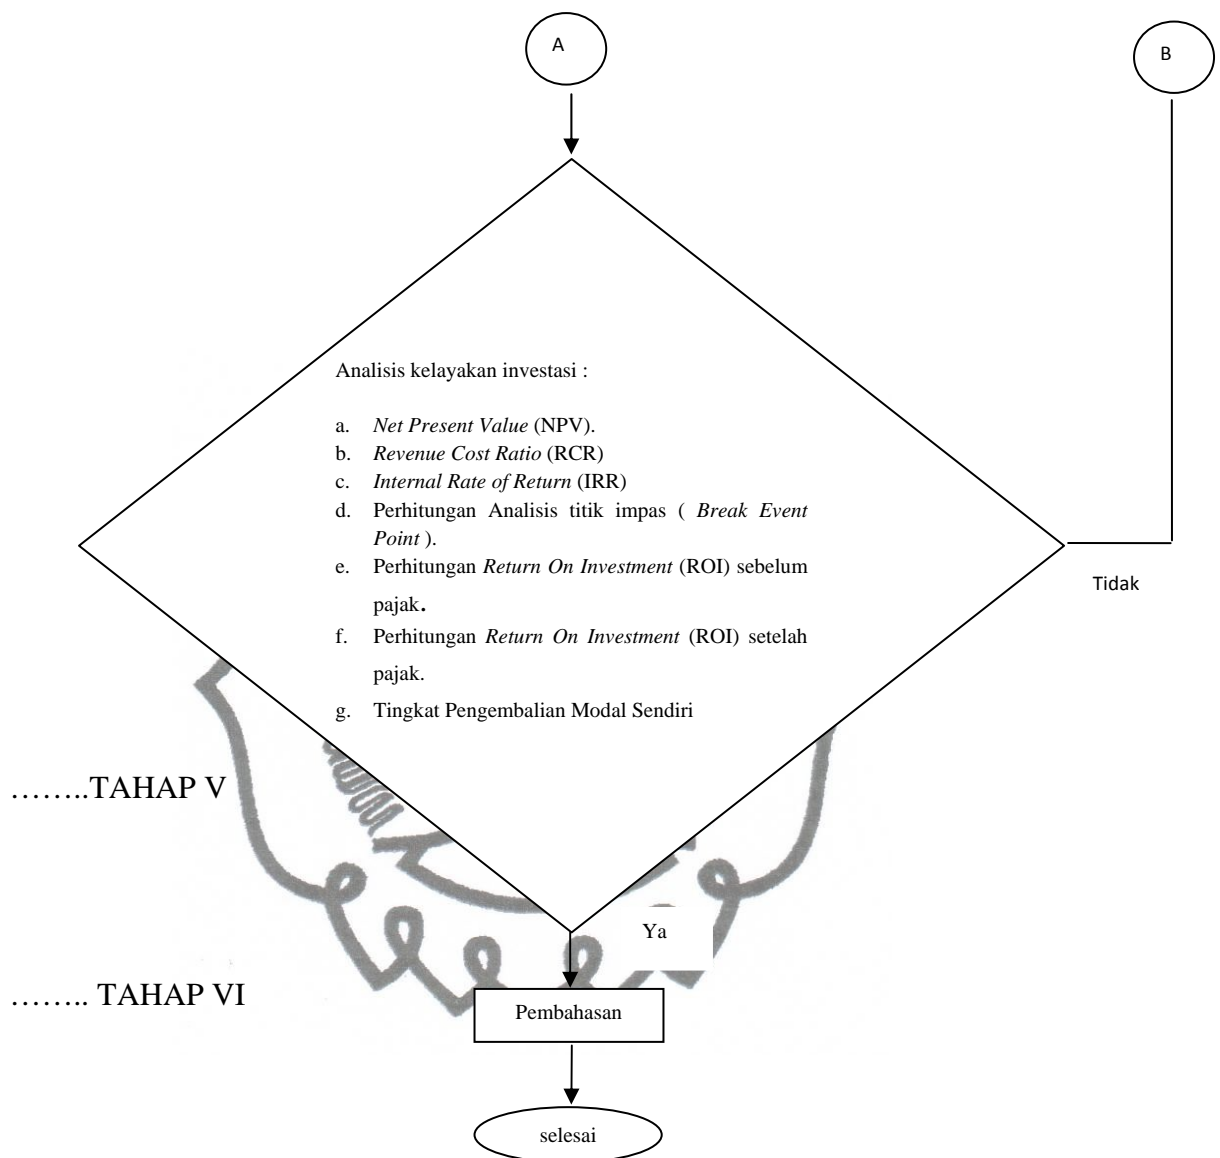 A
B
Analisis kelayakan investasi :
a. Net Present Value (NPV).
b. Revenue Cost Ratio (RCR)
c. Internal Rate of Return (IRR)
d. Perhitungan Analisis titik impas ( Break Event
Point ).
e. Perhitungan Return On Investment (ROI) sebelum
pajak.
f. Perhitungan Return On Investment (ROI) setelah
pajak.
g. Tingkat Pengembalian Modal Sendiri
Tidak
……..TAHAP V
Ya
…….. TAHAP VI
Pembahasan
selesai